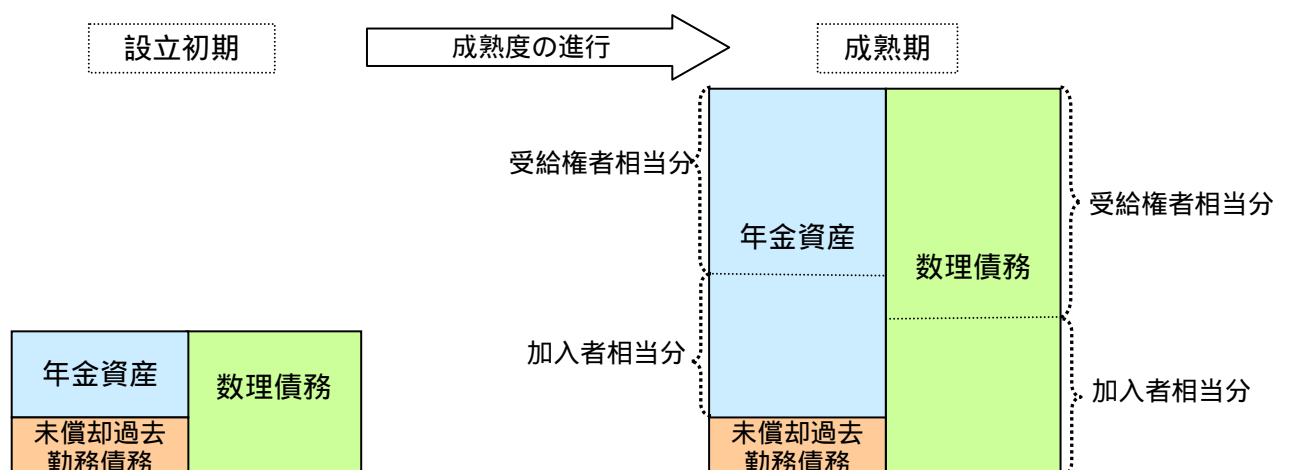 設立初期
成熟度の進行
成熟期
受給権者相当分
年金資産
数理債務
受給権者相当分
加入者相当分
加入者相当分
年金資産
数理債務
未償却過去
勤務債務
未償却過去
勤務債務